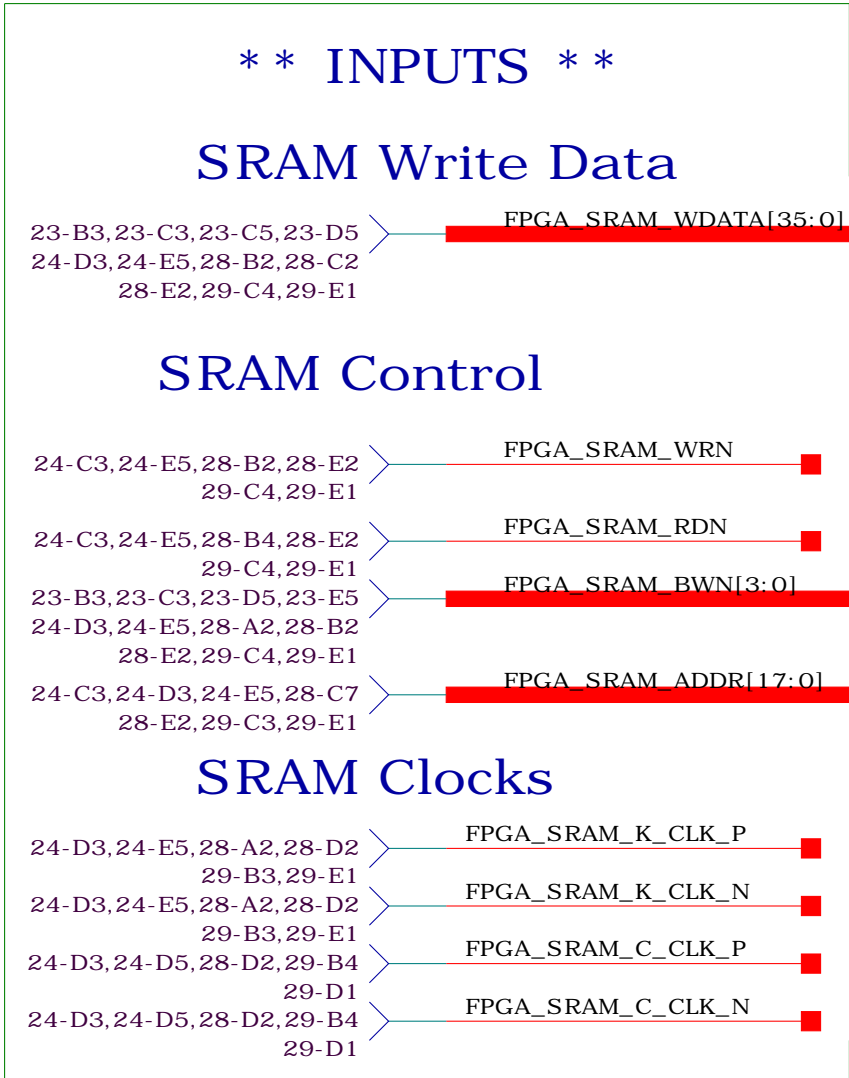 ** INPUTS **
SRAM Write Data
FPGA_SRAM_WDATA[35:0]
23-B3,23-C3,23-C5,23-D5
24-D3,24-E5,28-B2,28-C2
28-E2,29-C4,29-E1
SRAM Control
FPGA_SRAM_WRN
24-C3,24-E5,28-B2,28-E2
29-C4,29-E1
FPGA_SRAM_RDN
24-C3,24-E5,28-B4,28-E2
29-C4,29-E1
FPGA_SRAM_BWN[3:0]
23-B3,23-C3,23-D5,23-E5
24-D3,24-E5,28-A2,28-B2
28-E2,29-C4,29-E1
FPGA_SRAM_ADDR[17:0]
24-C3,24-D3,24-E5,28-C7
28-E2,29-C3,29-E1
SRAM Clocks
FPGA_SRAM_K_CLK_P
24-D3,24-E5,28-A2,28-D2
29-B3,29-E1
FPGA_SRAM_K_CLK_N
24-D3,24-E5,28-A2,28-D2
29-B3,29-E1
FPGA_SRAM_C_CLK_P
24-D3,24-D5,28-D2,29-B4
29-D1
FPGA_SRAM_C_CLK_N
24-D3,24-D5,28-D2,29-B4
29-D1